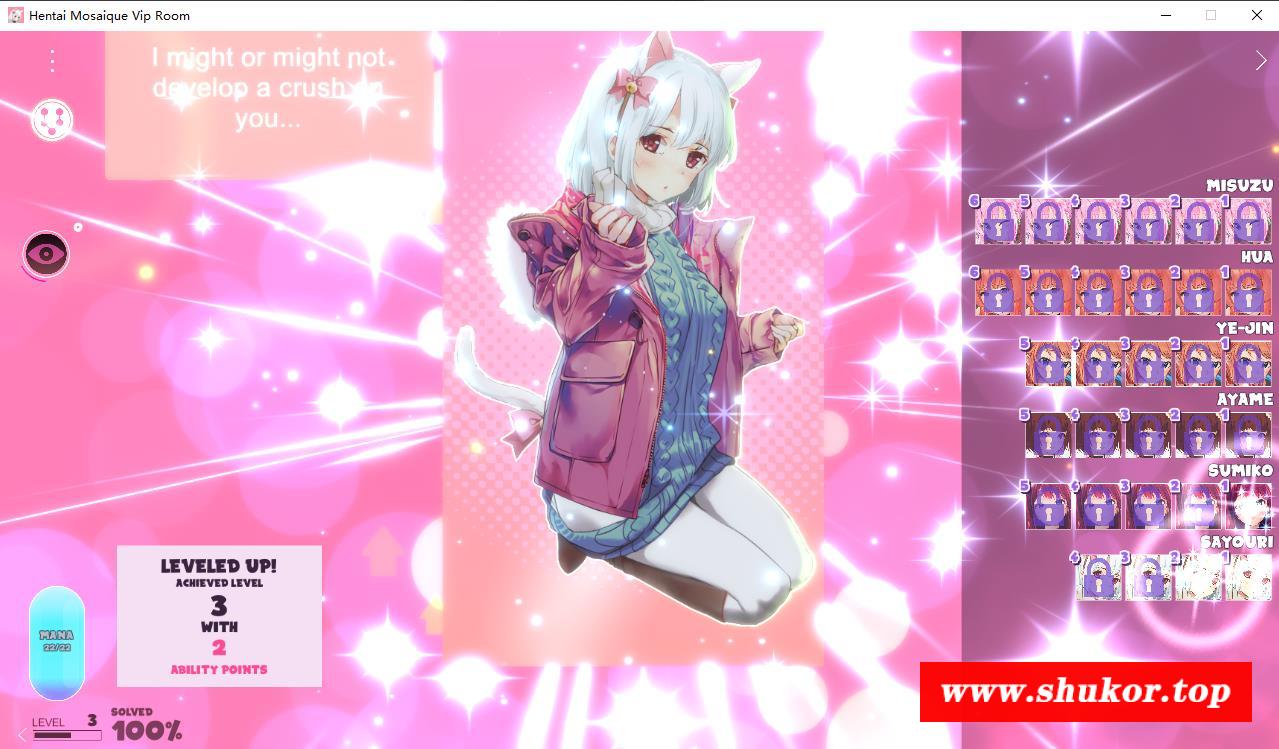 Hentai Mosaique Vip Room
I might or might not
develop a crush on
you...
MISUZU
6 5 4 3 2 1
HUA
6 5 4 3 2 1
YE-JIN
5 4 3 2 1
AYAME
5 4 3 2 1
SUMIKO
5 4 3 2 1
SAYOURI
4 3 2 1
LEVELED UP!
ACHIEVED LEVEL
3
WITH
2
ABILITY POINTS
MANA
22/22
LEVEL 3
SOLVED
100%
www.shukor.top